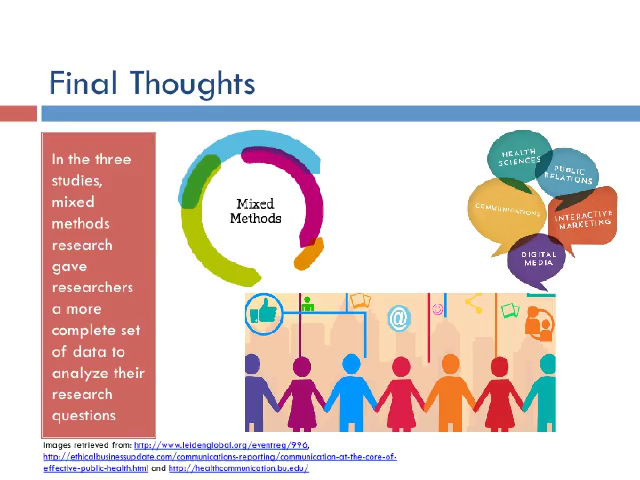 Final Thoughts
In the three
studies,
mixed
methods
research
gave
researchers
a more
complete set
of data to
analyze their
research
questions
Mixed
Methods
HEALTH
SCIENCES
PUBLIC
RELATIONS
COMMUNICATIONS
INTERACTIVE
MARKETING
DIGITAL
MEDIA
@
Images retrieved from: http://www.leidenglobal.org/eventreg/996,
http://ethicalbusinessupdate.com/communications-reporting/communication-at-the-core-of-
effective-public-health.html and http://healthcommunication.bu.edu/